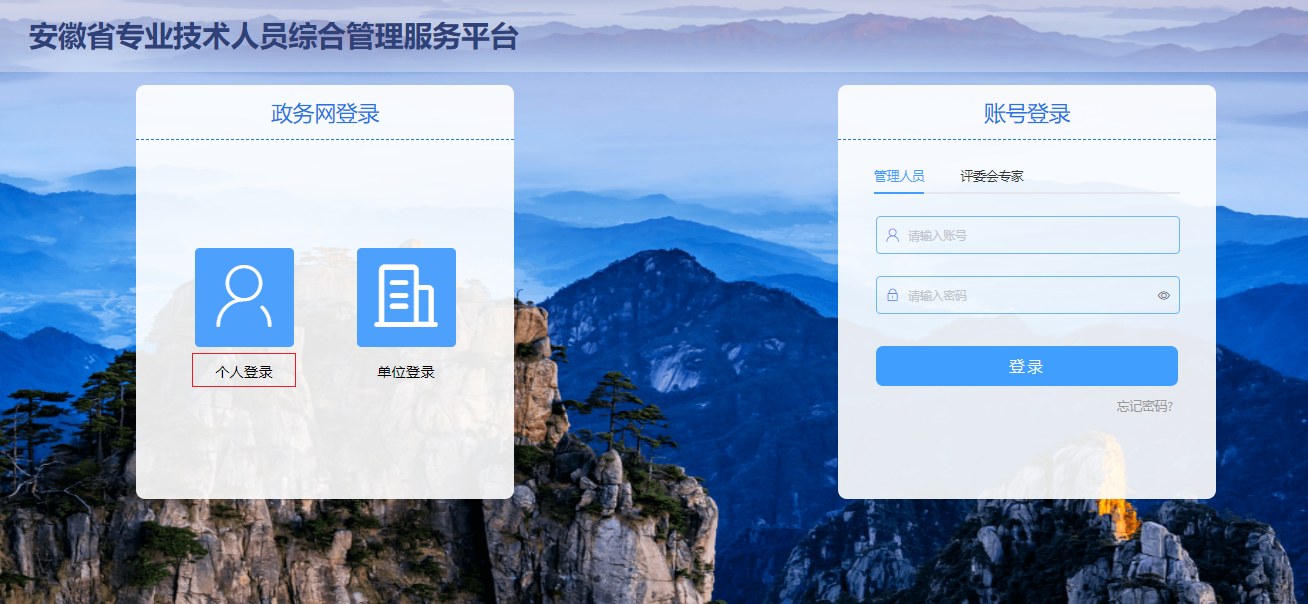 安徽省专业技术人员综合管理服务平台
政务网登录
个人登录
单位登录
账号登录
管理人员
评委会专家
请输入账号
请输入密码
登录
忘记密码?